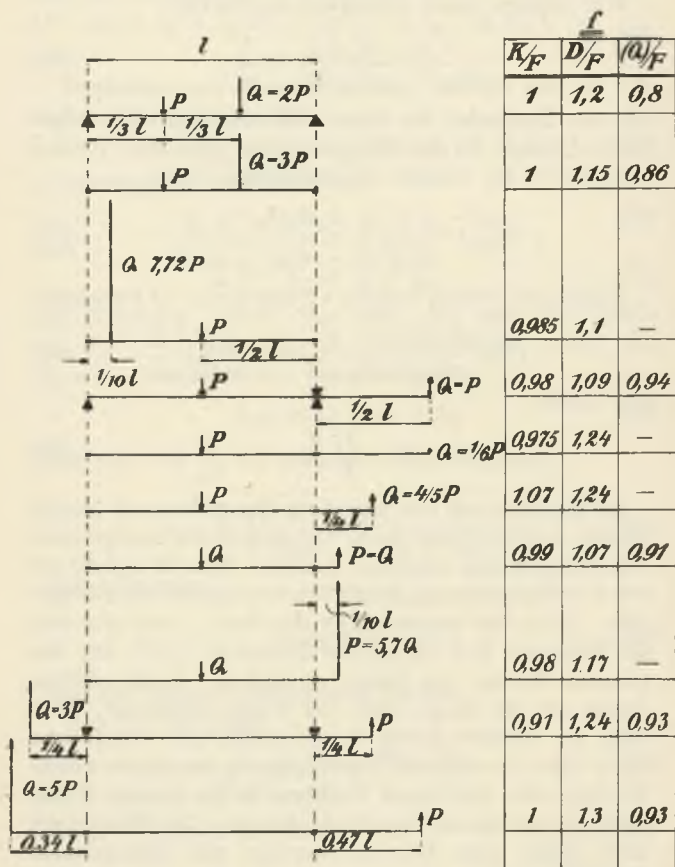 f
l
K/F D/F (Q)/F
P Q=2P 1 1,2 0,8
1/3 l 1/3 l
Q=3P
P 1 1,15 0,86
Q 7,72P
P 0,985 1,1 —
1/2 l
1/10 l
P Q=P 0,98 1,09 0,94
1/2 l
P Q=1/6P 0,975 1,24 —
P Q=4/5P 1,07 1,24 —
1/4 l
Q P=Q 0,99 1,07 0,91
1/10 l
P=5,7Q
Q 0,98 1,17 —
Q=3P P 0,91 1,24 0,93
1/4 l 1/4 l
Q=5P
P 1 1,3 0,93
0,34 l 0,47 l